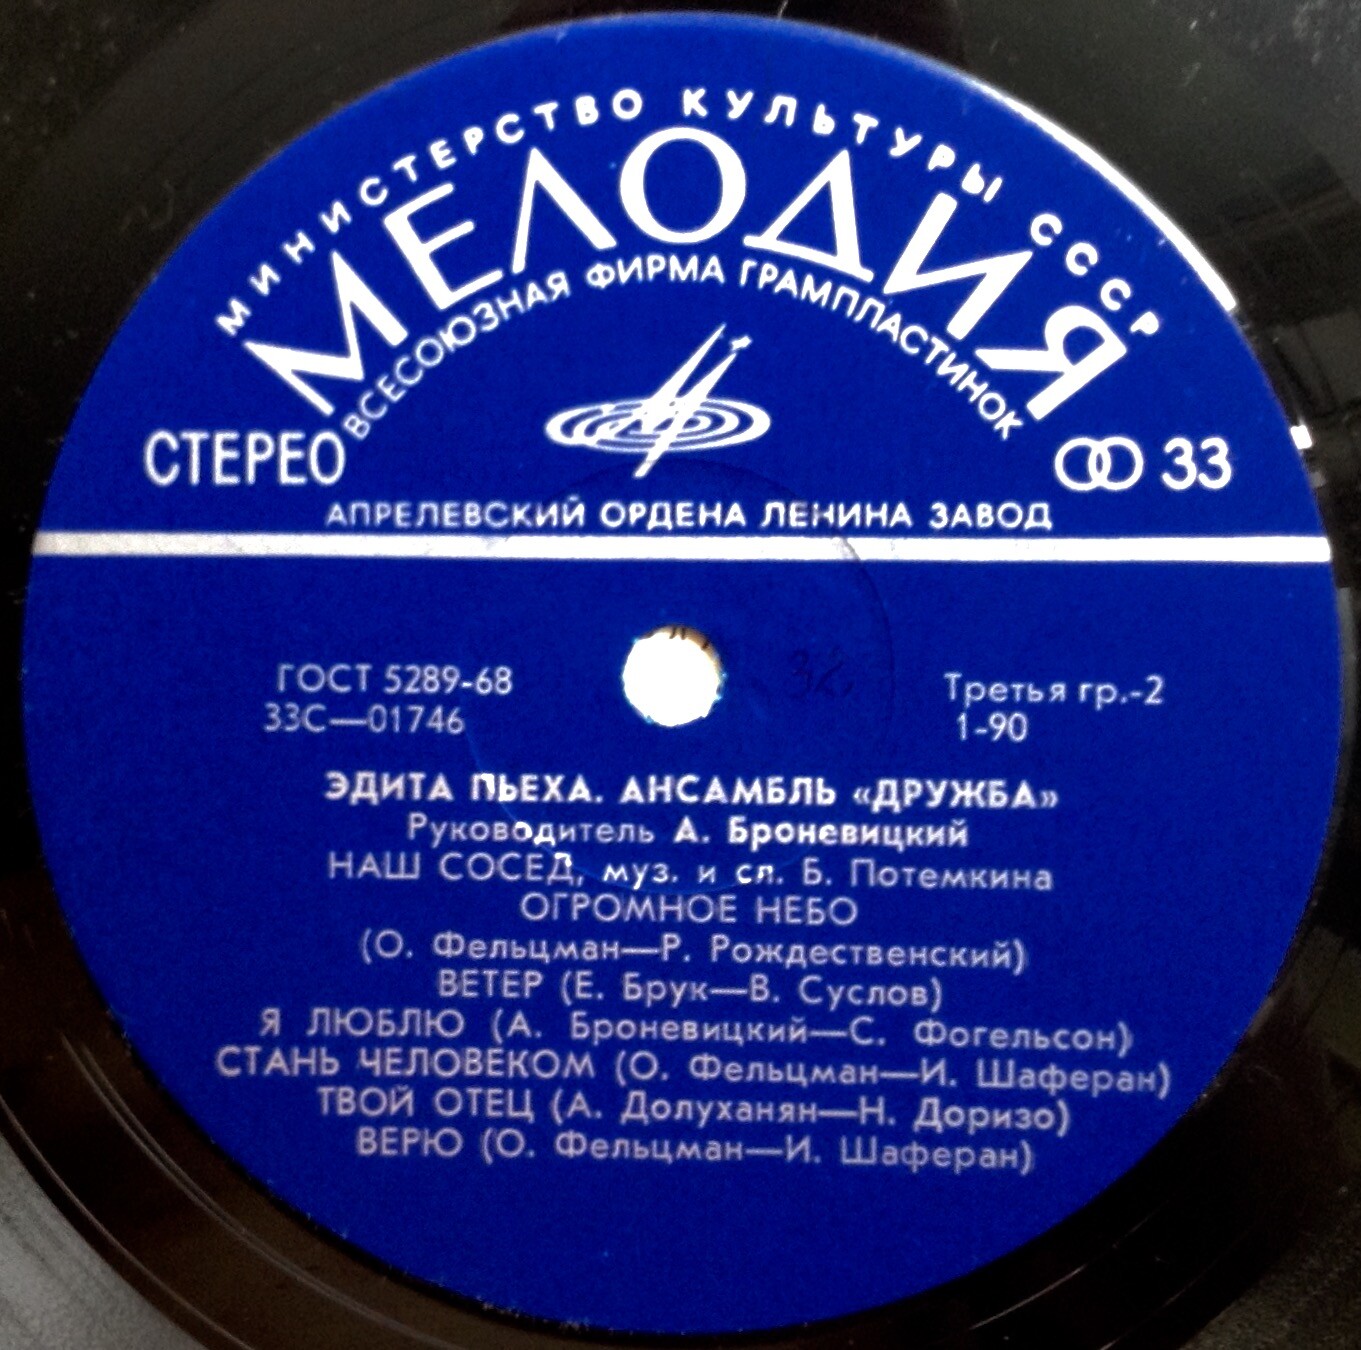 МИНИСТЕРСТВО КУЛЬТУРЫ СССР
МЕЛОДИЯ
ВСЕСОЮЗНАЯ ФИРМА ГРАМПЛАСТИНОК
СТЕРЕО
33
АПРЕЛЕВСКИЙ ОРДЕНА ЛЕНИНА ЗАВОД
ГОСТ 5289-68
33С—01746
32
Третья гр.-2
1-90
ЭДИТА ПЬЕХА. АНСАМБЛЬ «ДРУЖБА»
Руководитель А. Броневицкий
НАШ СОСЕД, муз. и сл. Б. Потемкина
ОГРОМНОЕ НЕБО
(О. Фельцман—Р. Рождественский)
ВЕТЕР (Е. Брук—В. Суслов)
Я ЛЮБЛЮ (А. Броневицкий—С. Фогельсон)
СТАНЬ ЧЕЛОВЕКОМ (О. Фельцман—И. Шаферан)
ТВОЙ ОТЕЦ (А. Долуханян—Н. Доризо)
ВЕРЮ (О. Фельцман—И. Шаферан)